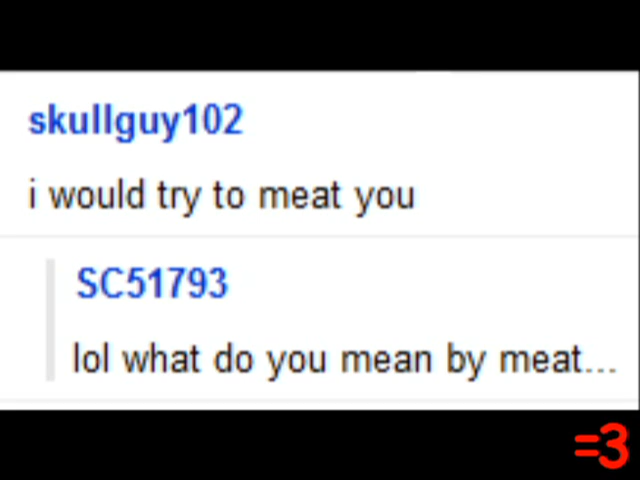 skullguy102
i would try to meat you
SC51793
lol what do you mean by meat...
=3